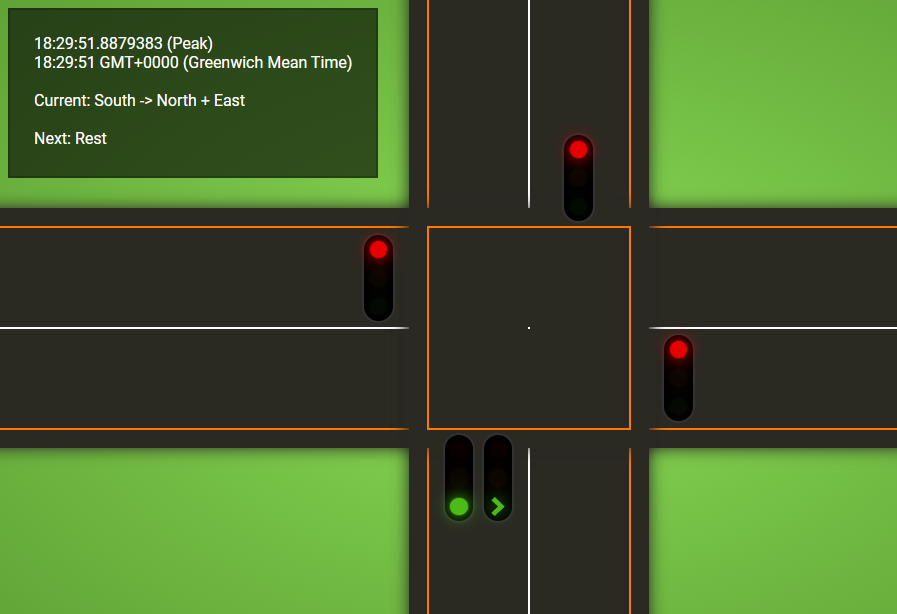 18:29:51.8879383 (Peak)
18:29:51 GMT+0000 (Greenwich Mean Time)
Current: South -> North + East
Next: Rest